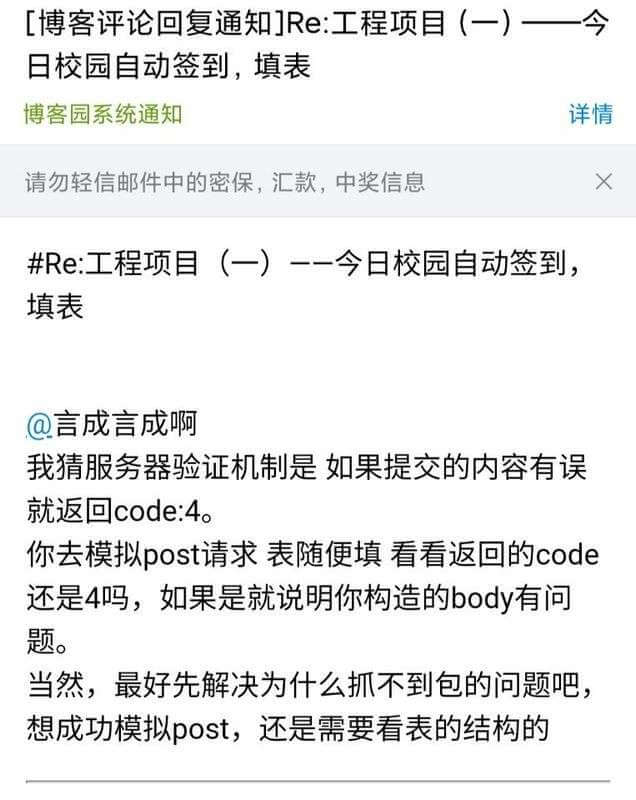 [博客评论回复通知]Re:工程项目（一）——今
日校园自动签到, 填表
博客园系统通知
详情
请勿轻信邮件中的密保, 汇款, 中奖信息
#Re:工程项目（一）——今日校园自动签到，
填表
@言成言成啊
我猜服务器验证机制是 如果提交的内容有误
就返回code:4。
你去模拟post请求 表随便填 看看返回的code
还是4吗，如果是就说明你构造的body有问
题。
当然，最好先解决为什么抓不到包的问题吧，
想成功模拟post，还是需要看表的结构的